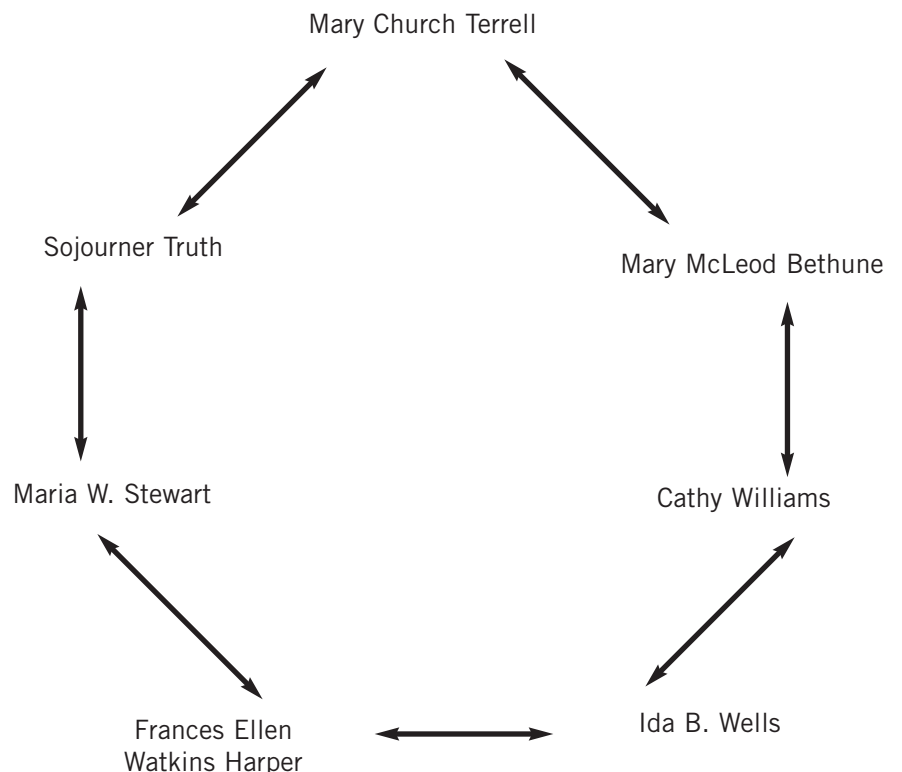 Mary Church Terrell
Sojourner Truth
Mary McLeod Bethune
Maria W. Stewart
Cathy Williams
Frances Ellen
Watkins Harper
Ida B. Wells